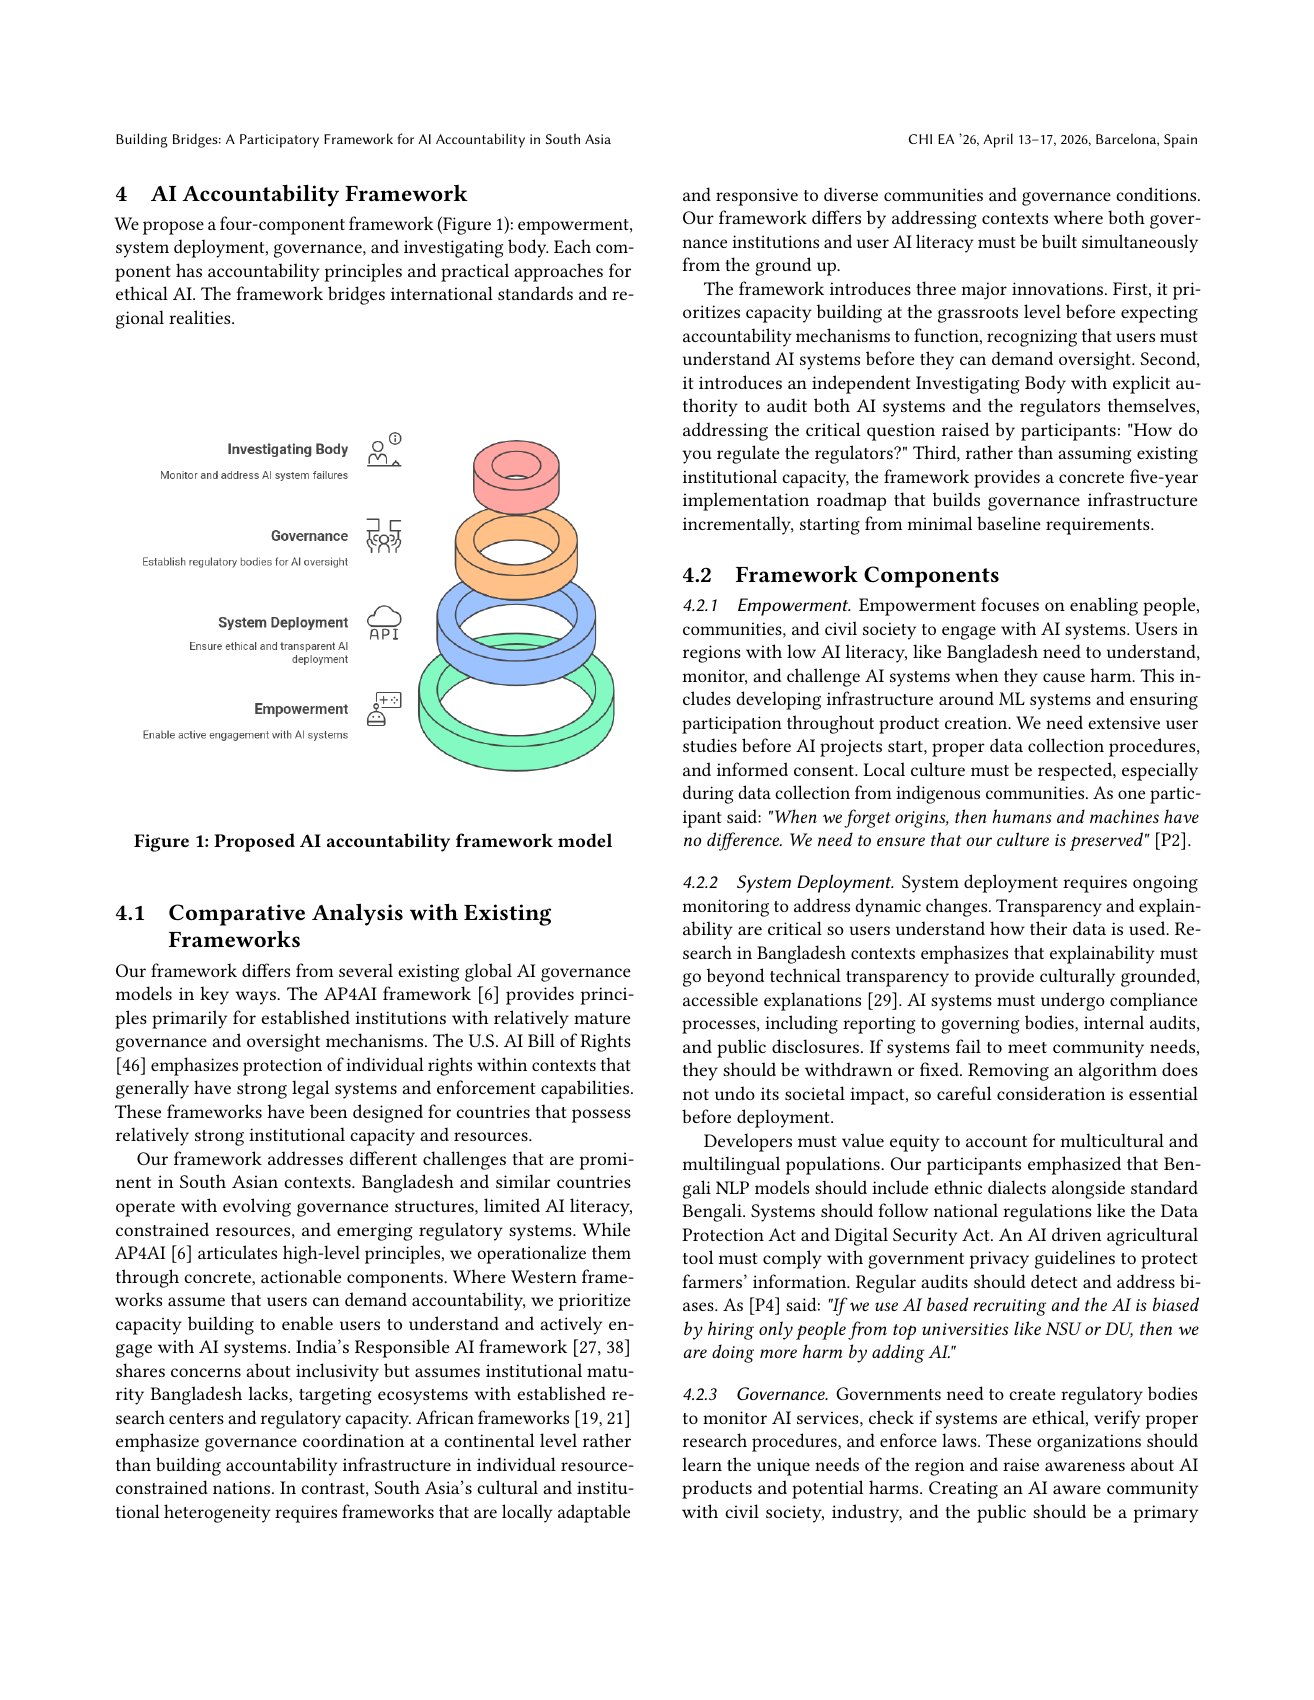 Building Bridges: A Participatory Framework for AI Accountability in South Asia
CHI EA ’26, April 13–17, 2026, Barcelona, Spain
4 AI Accountability Framework
We propose a four-component framework (Figure 1): empowerment,
system deployment, governance, and investigating body. Each com-
ponent has accountability principles and practical approaches for
ethical AI. The framework bridges international standards and re-
gional realities.
Investigating Body
Monitor and address AI system failures
Governance
Establish regulatory bodies for AI oversight
System Deployment
Ensure ethical and transparent AI
deployment
API
Empowerment
Enable active engagement with AI systems
Figure 1: Proposed AI accountability framework model
4.1 Comparative Analysis with Existing
Frameworks
Our framework differs from several existing global AI governance
models in key ways. The AP4AI framework [6] provides princi-
ples primarily for established institutions with relatively mature
governance and oversight mechanisms. The U.S. AI Bill of Rights
[46] emphasizes protection of individual rights within contexts that
generally have strong legal systems and enforcement capabilities.
These frameworks have been designed for countries that possess
relatively strong institutional capacity and resources.
Our framework addresses different challenges that are promi-
nent in South Asian contexts. Bangladesh and similar countries
operate with evolving governance structures, limited AI literacy,
constrained resources, and emerging regulatory systems. While
AP4AI [6] articulates high-level principles, we operationalize them
through concrete, actionable components. Where Western frame-
works assume that users can demand accountability, we prioritize
capacity building to enable users to understand and actively en-
gage with AI systems. India’s Responsible AI framework [27, 38]
shares concerns about inclusivity but assumes institutional matu-
rity Bangladesh lacks, targeting ecosystems with established re-
search centers and regulatory capacity. African frameworks [19, 21]
emphasize governance coordination at a continental level rather
than building accountability infrastructure in individual resource-
constrained nations. In contrast, South Asia’s cultural and institu-
tional heterogeneity requires frameworks that are locally adaptable
and responsive to diverse communities and governance conditions.
Our framework differs by addressing contexts where both gover-
nance institutions and user AI literacy must be built simultaneously
from the ground up.
The framework introduces three major innovations. First, it pri-
oritizes capacity building at the grassroots level before expecting
accountability mechanisms to function, recognizing that users must
understand AI systems before they can demand oversight. Second,
it introduces an independent Investigating Body with explicit au-
thority to audit both AI systems and the regulators themselves,
addressing the critical question raised by participants: "How do
you regulate the regulators?" Third, rather than assuming existing
institutional capacity, the framework provides a concrete five-year
implementation roadmap that builds governance infrastructure
incrementally, starting from minimal baseline requirements.
4.2 Framework Components
4.2.1 Empowerment. Empowerment focuses on enabling people,
communities, and civil society to engage with AI systems. Users in
regions with low AI literacy, like Bangladesh need to understand,
monitor, and challenge AI systems when they cause harm. This in-
cludes developing infrastructure around ML systems and ensuring
participation throughout product creation. We need extensive user
studies before AI projects start, proper data collection procedures,
and informed consent. Local culture must be respected, especially
during data collection from indigenous communities. As one partic-
ipant said: "When we forget origins, then humans and machines have
no difference. We need to ensure that our culture is preserved" [P2].
4.2.2 System Deployment. System deployment requires ongoing
monitoring to address dynamic changes. Transparency and explain-
ability are critical so users understand how their data is used. Re-
search in Bangladesh contexts emphasizes that explainability must
go beyond technical transparency to provide culturally grounded,
accessible explanations [29]. AI systems must undergo compliance
processes, including reporting to governing bodies, internal audits,
and public disclosures. If systems fail to meet community needs,
they should be withdrawn or fixed. Removing an algorithm does
not undo its societal impact, so careful consideration is essential
before deployment.
Developers must value equity to account for multicultural and
multilingual populations. Our participants emphasized that Ben-
gali NLP models should include ethnic dialects alongside standard
Bengali. Systems should follow national regulations like the Data
Protection Act and Digital Security Act. An AI driven agricultural
tool must comply with government privacy guidelines to protect
farmers’ information. Regular audits should detect and address bi-
ases. As [P4] said: "If we use AI based recruiting and the AI is biased
by hiring only people from top universities like NSU or DU, then we
are doing more harm by adding AI."
4.2.3 Governance. Governments need to create regulatory bodies
to monitor AI services, check if systems are ethical, verify proper
research procedures, and enforce laws. These organizations should
learn the unique needs of the region and raise awareness about AI
products and potential harms. Creating an AI aware community
with civil society, industry, and the public should be a primary